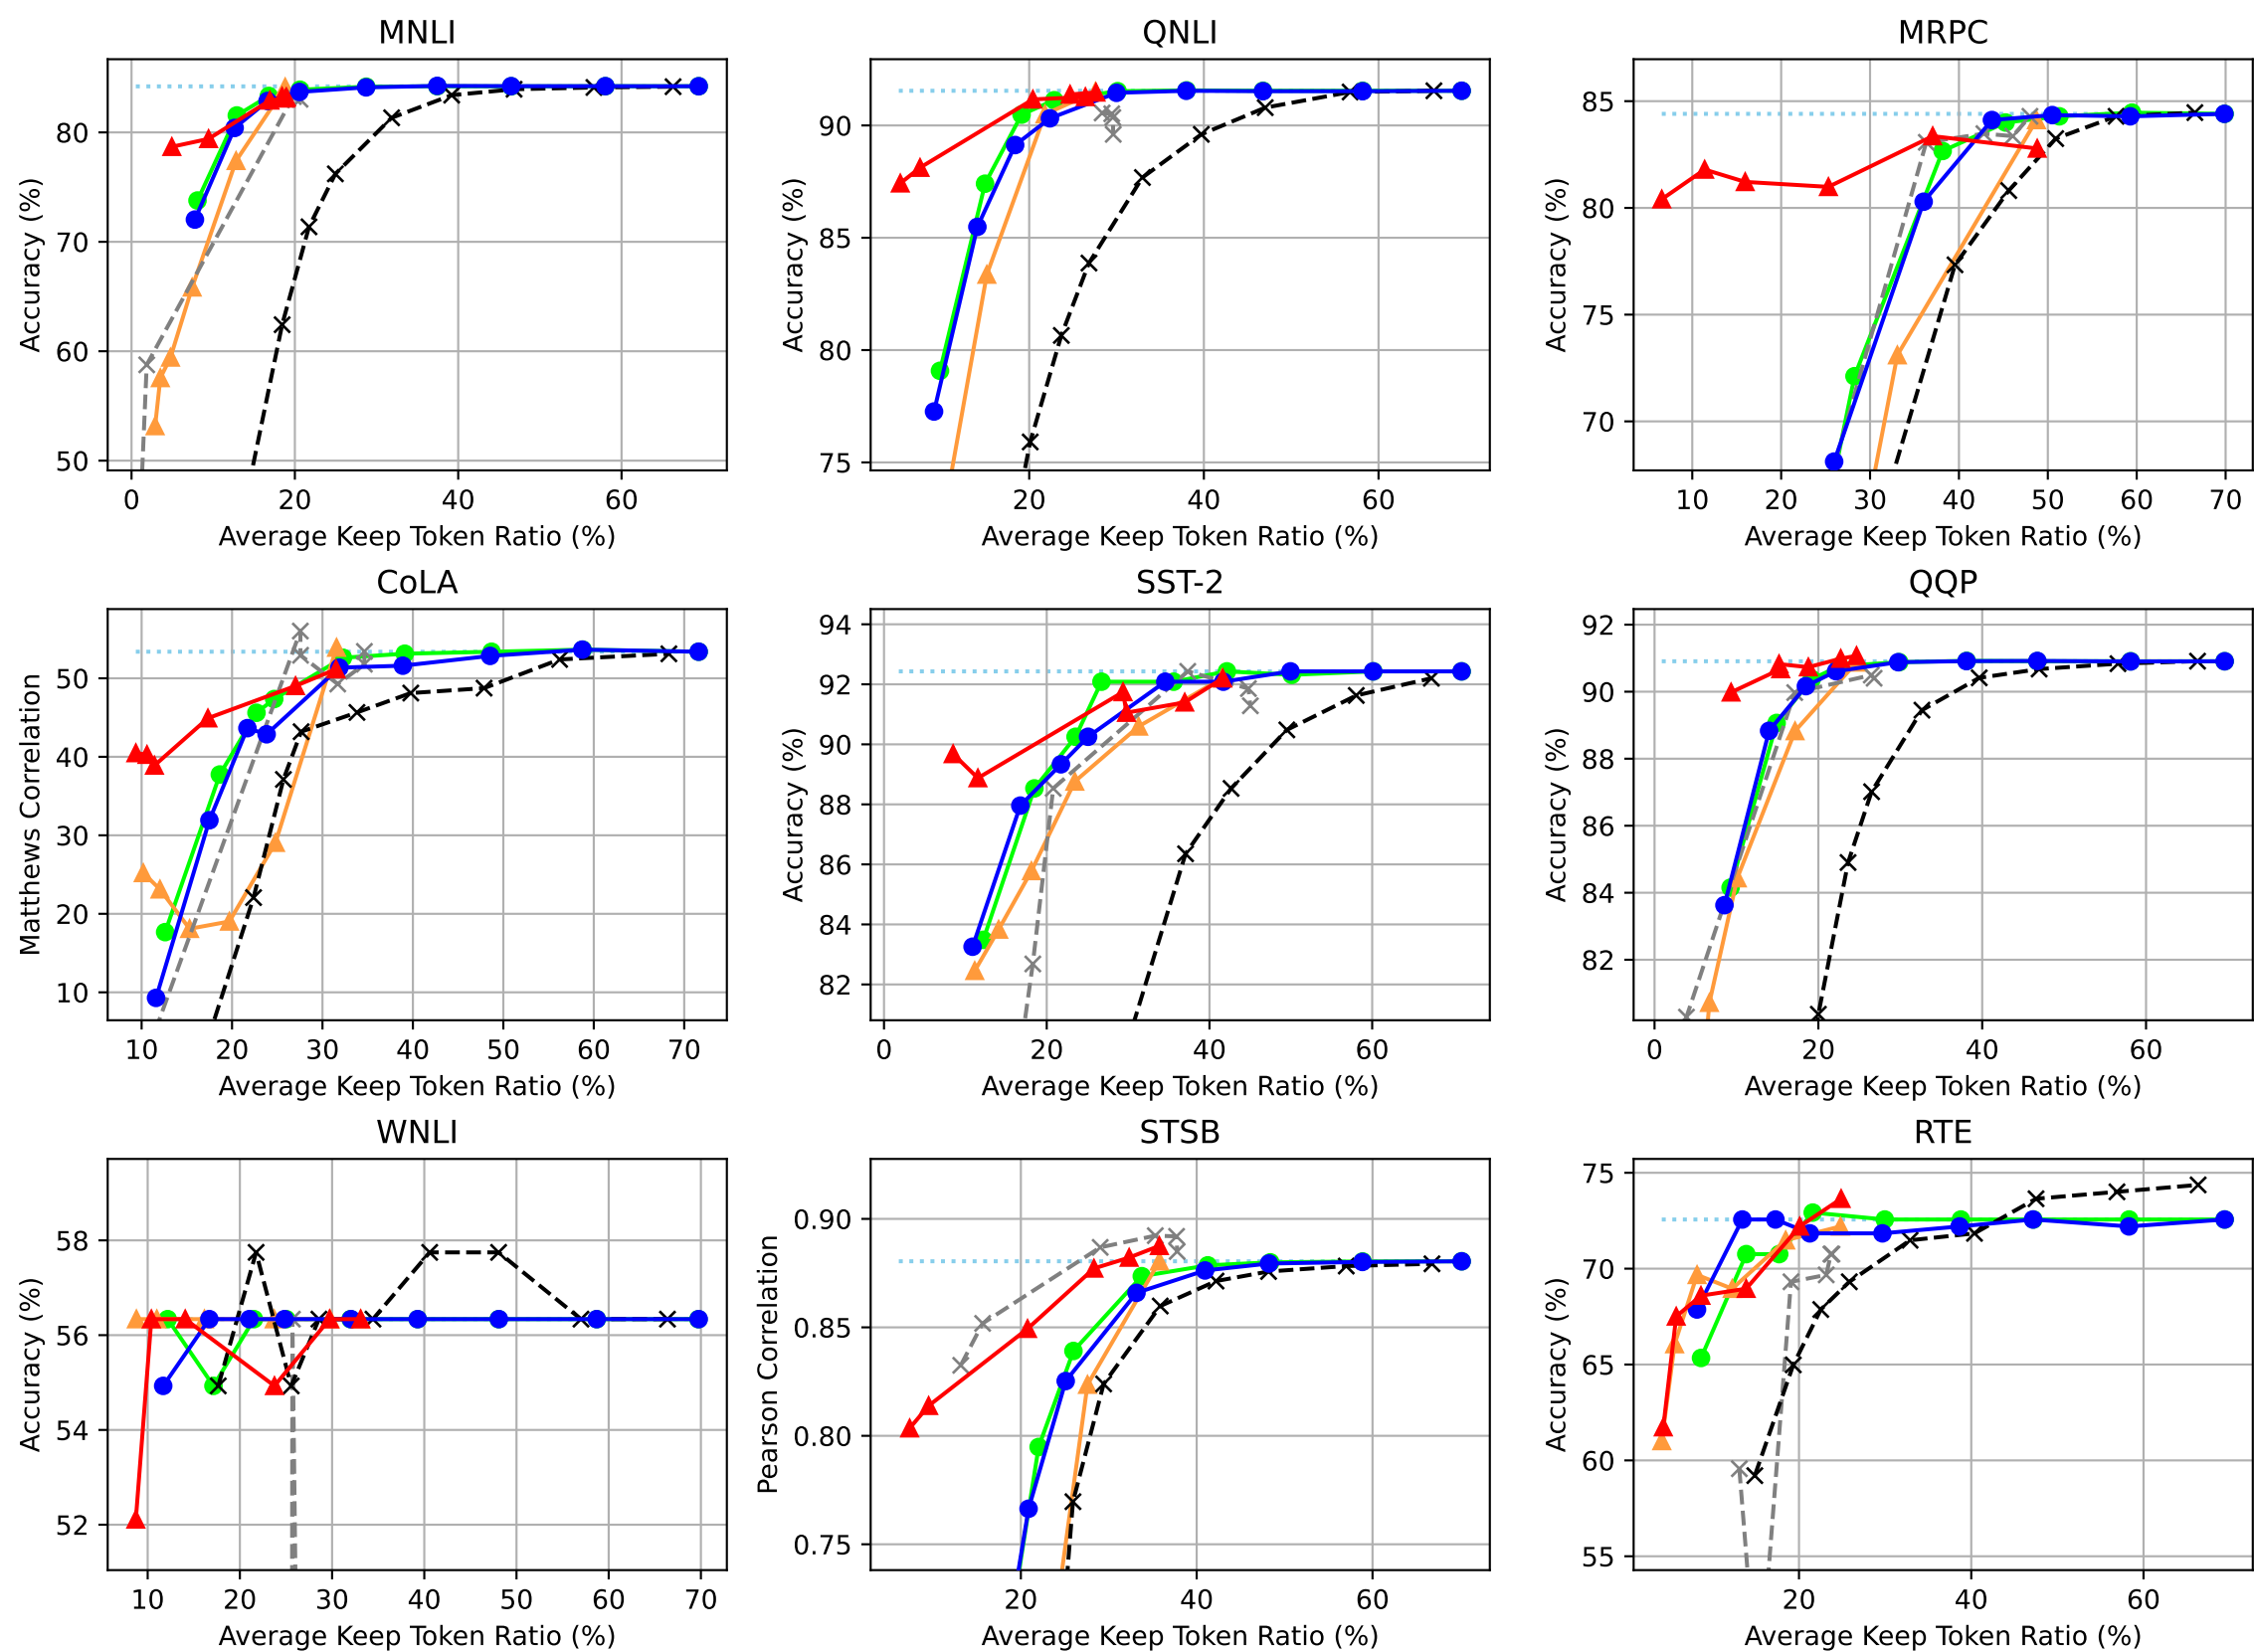 MNLI
Accuracy (%)
80
70
60
50
0 20 40 60
Average Keep Token Ratio (%)
QNLI
Accuracy (%)
90
85
80
75
20 40 60
Average Keep Token Ratio (%)
MRPC
Accuracy (%)
85
80
75
70
10 20 30 40 50 60 70
Average Keep Token Ratio (%)
CoLA
Matthews Correlation
50
40
30
20
10
10 20 30 40 50 60 70
Average Keep Token Ratio (%)
SST-2
Accuracy (%)
94
92
90
88
86
84
82
0 20 40 60
Average Keep Token Ratio (%)
QQP
Accuracy (%)
92
90
88
86
84
82
0 20 40 60
Average Keep Token Ratio (%)
WNLI
Accuracy (%)
58
56
54
52
10 20 30 40 50 60 70
Average Keep Token Ratio (%)
STSB
Pearson Correlation
0.90
0.85
0.80
0.75
20 40 60
Average Keep Token Ratio (%)
RTE
Accuracy (%)
75
70
65
60
55
20 40 60
Average Keep Token Ratio (%)